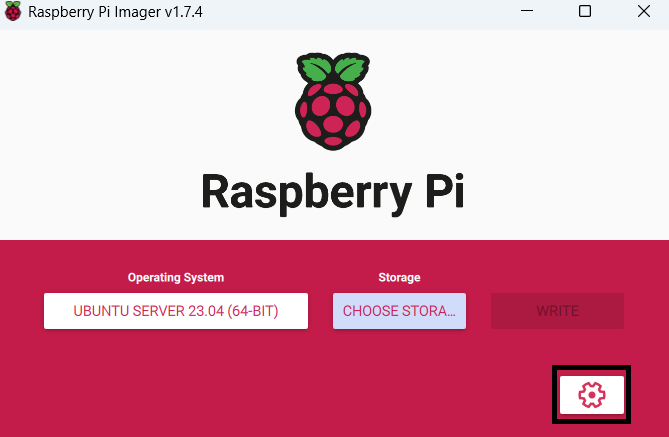 Raspberry Pi Imager v1.7.4
Raspberry Pi
Operating System
Storage
UBUNTU SERVER 23.04 (64-BIT)
CHOOSE STORA...
WRITE